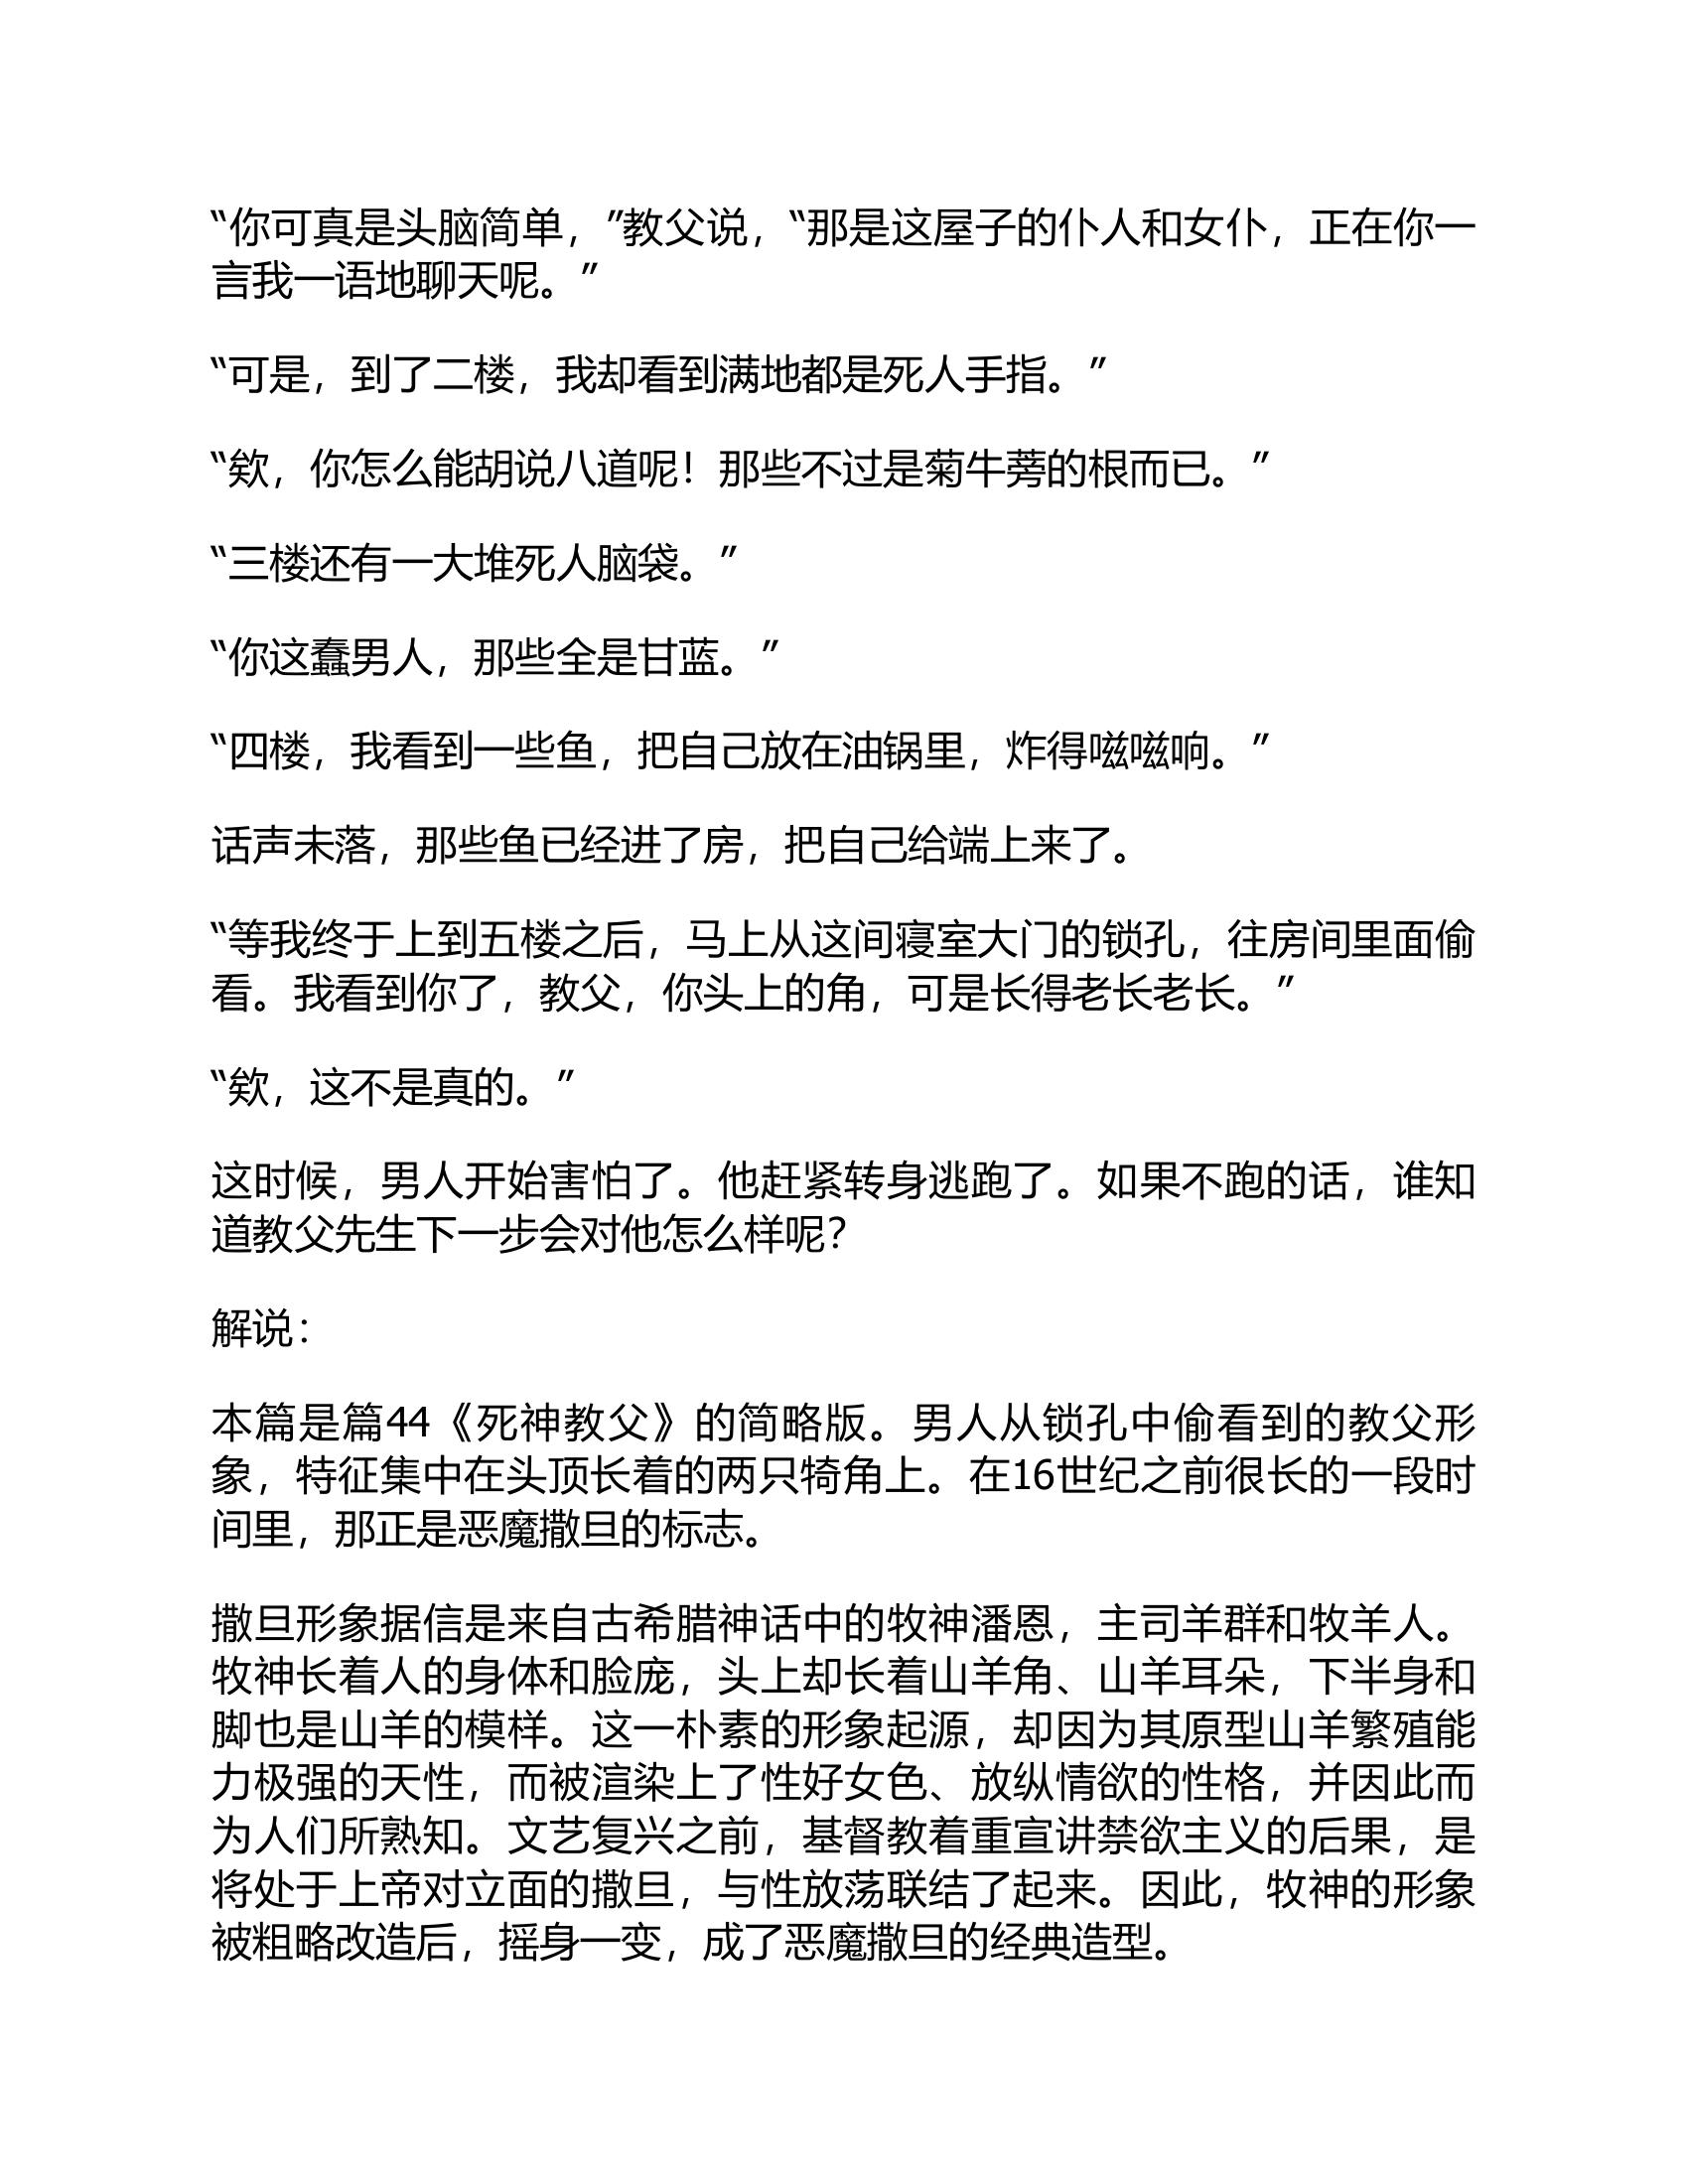 “你可真是头脑简单，”教父说，“那是这屋子的仆人和女仆，正在你一
言我一语地聊天呢。”
“可是，到了二楼，我却看到满地都是死人手指。”
“欸，你怎么能胡说八道呢！那些不过是菊牛蒡的根而已。”
“三楼还有一大堆死人脑袋。”
“你这蠢男人，那些全是甘蓝。”
“四楼，我看到一些鱼，把自己放在油锅里，炸得嗞嗞响。”
话声未落，那些鱼已经进了房，把自己给端上来了。
“等我终于上到五楼之后，马上从这间寝室大门的锁孔，往房间里面偷
看。我看到你了，教父，你头上的角，可是长得老长老长。”
“欸，这不是真的。”
这时候，男人开始害怕了。他赶紧转身逃跑了。如果不跑的话，谁知
道教父先生下一步会对他怎么样呢？
解说：
本篇是篇44《死神教父》的简略版。男人从锁孔中偷看到的教父形
象，特征集中在头顶长着的两只犄角上。在16世纪之前很长的一段时
间里，那正是恶魔撒旦的标志。
撒旦形象据信是来自古希腊神话中的牧神潘恩，主司羊群和牧羊人。
牧神长着人的身体和脸庞，头上却长着山羊角、山羊耳朵，下半身和
脚也是山羊的模样。这一朴素的形象起源，却因为其原型山羊繁殖能
力极强的天性，而被渲染上了性好女色、放纵情欲的性格，并因此而
为人们所熟知。文艺复兴之前，基督教着重宣讲禁欲主义的后果，是
将处于上帝对立面的撒旦，与性放荡联结了起来。因此，牧神的形象
被粗略改造后，摇身一变，成了恶魔撒旦的经典造型。